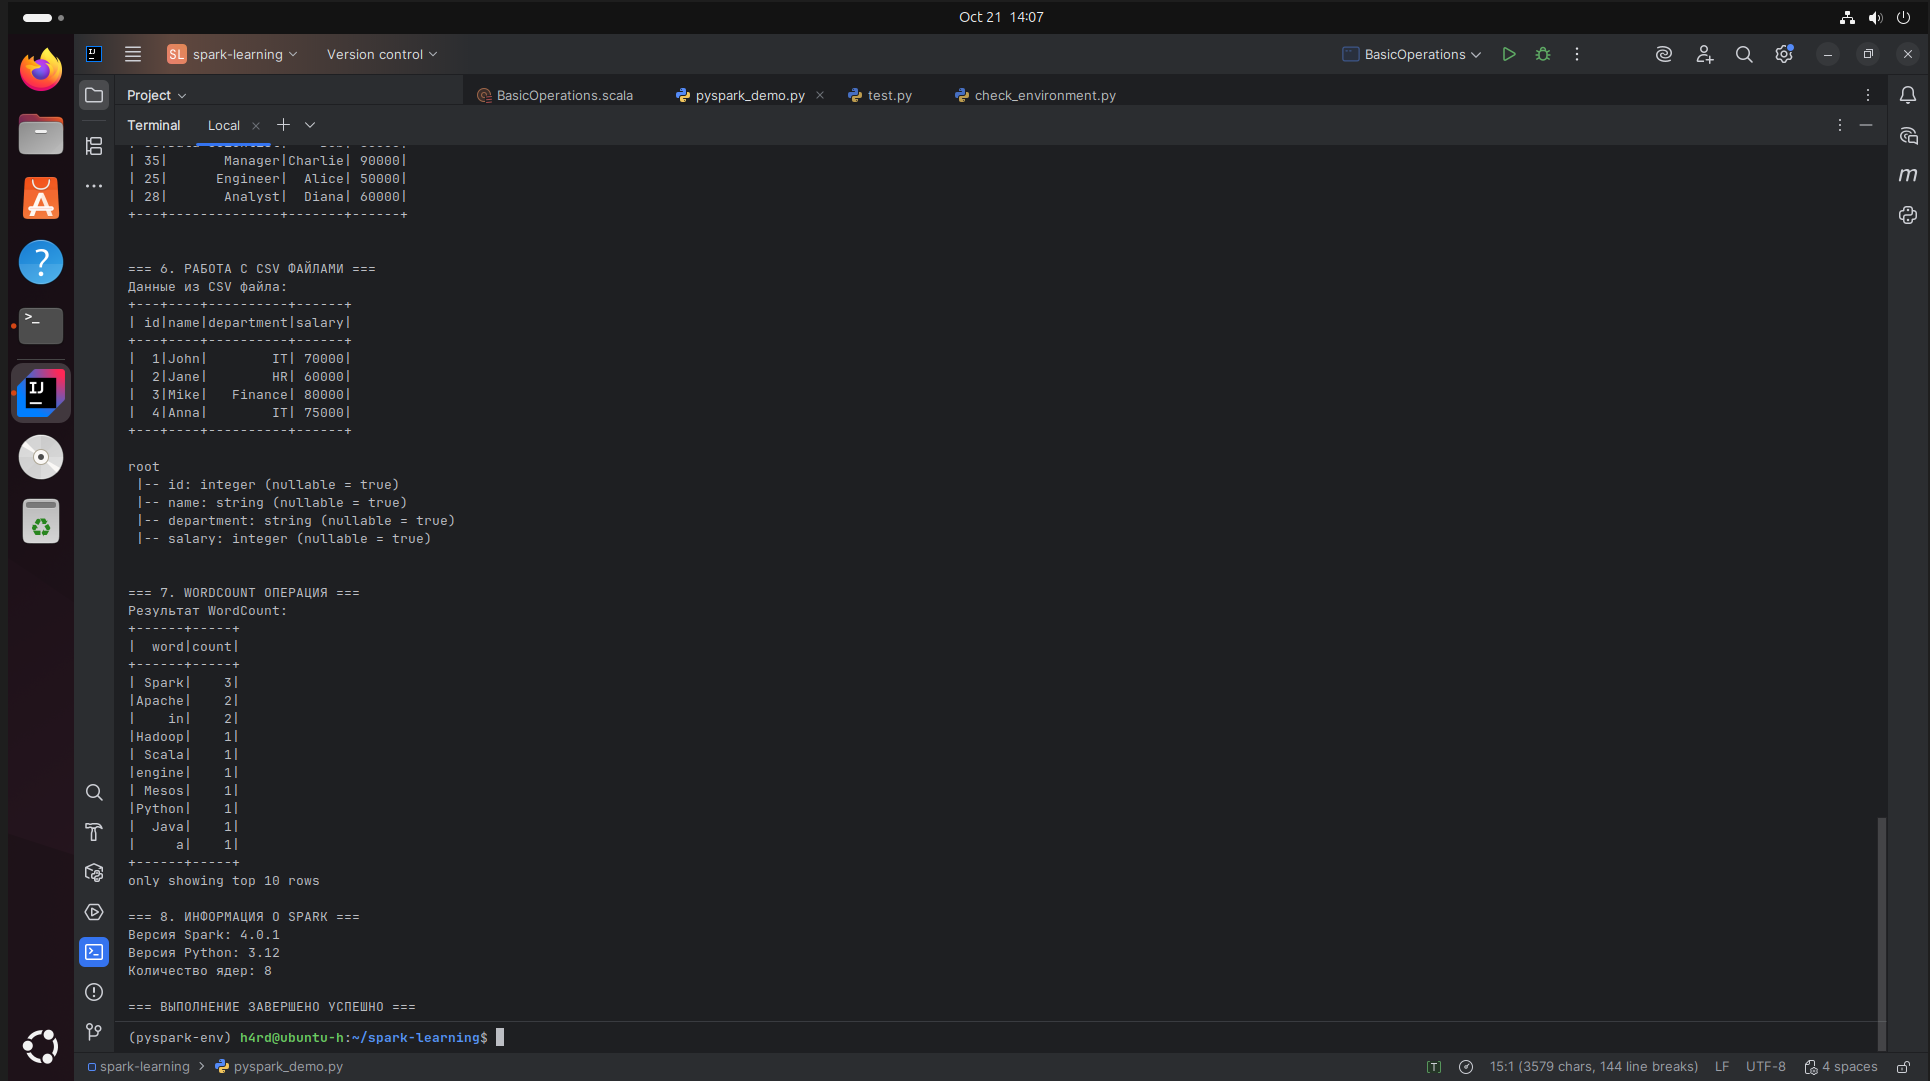 Oct 21 14:07
SL spark-learning Version control BasicOperations
Project BasicOperations.scala pyspark_demo.py test.py check_environment.py
Terminal Local
| 35|       Manager|Charlie| 90000|
| 25|      Engineer|  Alice| 50000|
| 28|       Analyst|  Diana| 60000|
+---+--------------+-------+------+
=== 6. РАБОТА С CSV ФАЙЛАМИ ===
Данные из CSV файла:
+---+----+----------+------+
| id|name|department|salary|
+---+----+----------+------+
|  1|John|        IT| 70000|
|  2|Jane|        HR| 60000|
|  3|Mike|   Finance| 80000|
|  4|Anna|        IT| 75000|
+---+----+----------+------+
root
 |-- id: integer (nullable = true)
 |-- name: string (nullable = true)
 |-- department: string (nullable = true)
 |-- salary: integer (nullable = true)
=== 7. WORDCOUNT ОПЕРАЦИЯ ===
Результат WordCount:
+------+-----+
|  word|count|
+------+-----+
| Spark|    3|
|Apache|    2|
|    in|    2|
|Hadoop|    1|
| Scala|    1|
|engine|    1|
| Mesos|    1|
|Python|    1|
|  Java|    1|
|     a|    1|
+------+-----+
only showing top 10 rows
=== 8. ИНФОРМАЦИЯ О SPARK ===
Версия Spark: 4.0.1
Версия Python: 3.12
Количество ядер: 8
=== ВЫПОЛНЕНИЕ ЗАВЕРШЕНО УСПЕШНО ===
(pyspark-env) h4rd@ubuntu-h:~/spark-learning$
spark-learning > pyspark_demo.py [T] 15:1 (3579 chars, 144 line breaks) LF UTF-8 4 spaces